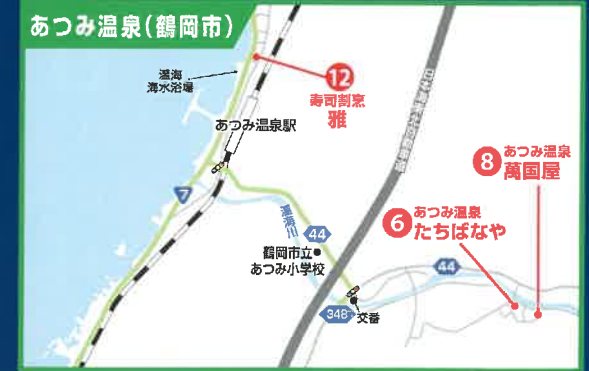 あつみ温泉(鶴岡市)
温海
海水浴場
12
寿司割烹
雅
あつみ温泉駅
8
あつみ温泉
萬国屋
7
温海川
6
あつみ温泉
たちばなや
44
鶴岡市立
あつみ小学校
44
348
交番